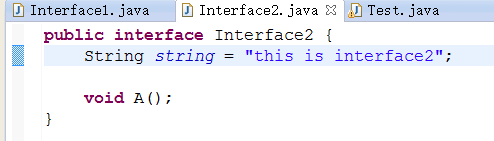 Interface1.java Interface2.java Test.java
public interface Interface2 {
String string = "this is interface2";
void A();
}